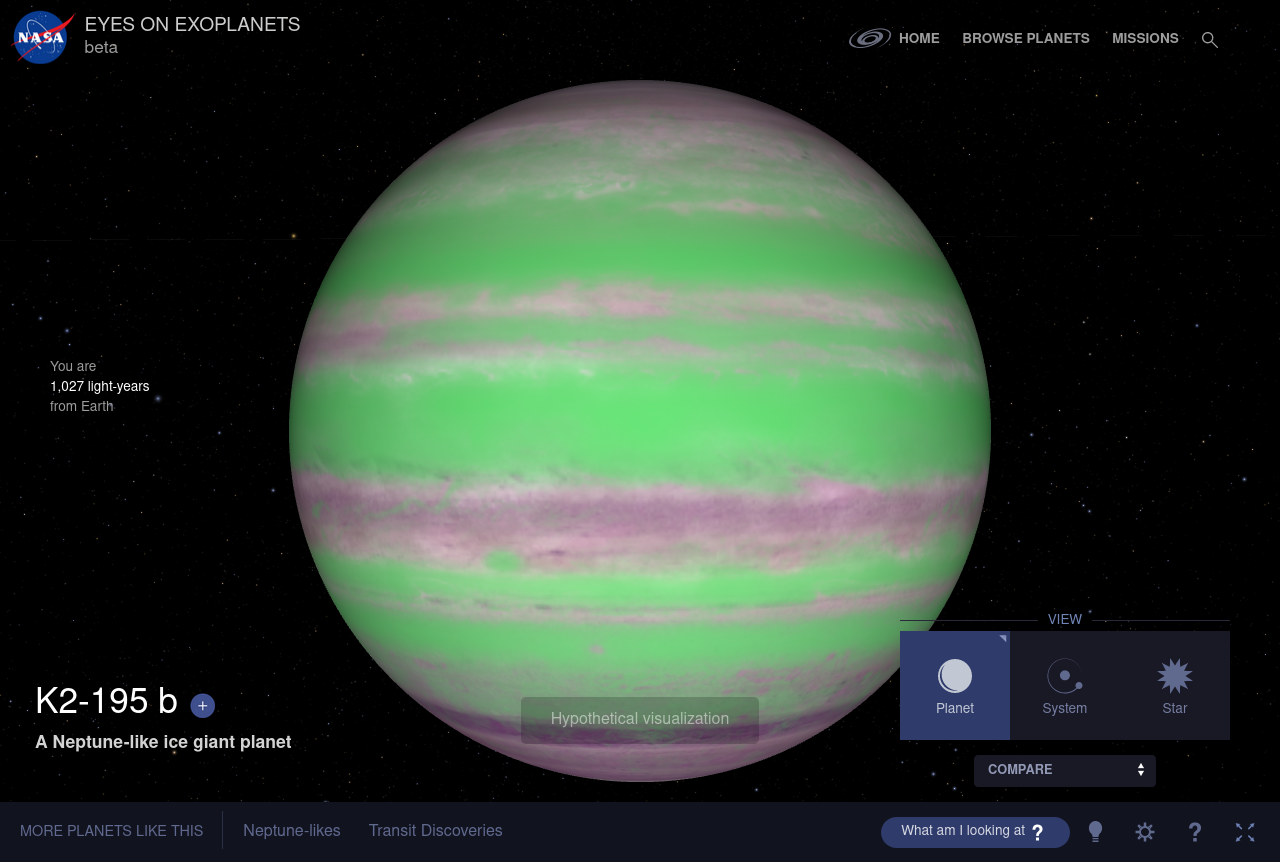 NASA
EYES ON EXOPLANETS
beta
HOME
BROWSE PLANETS
MISSIONS
You are
1,027 light-years
from Earth
VIEW
Planet
System
Star
K2-195 b +
A Neptune-like ice giant planet
Hypothetical visualization
COMPARE
MORE PLANETS LIKE THIS
Neptune-likes
Transit Discoveries
What am I looking at ?
?